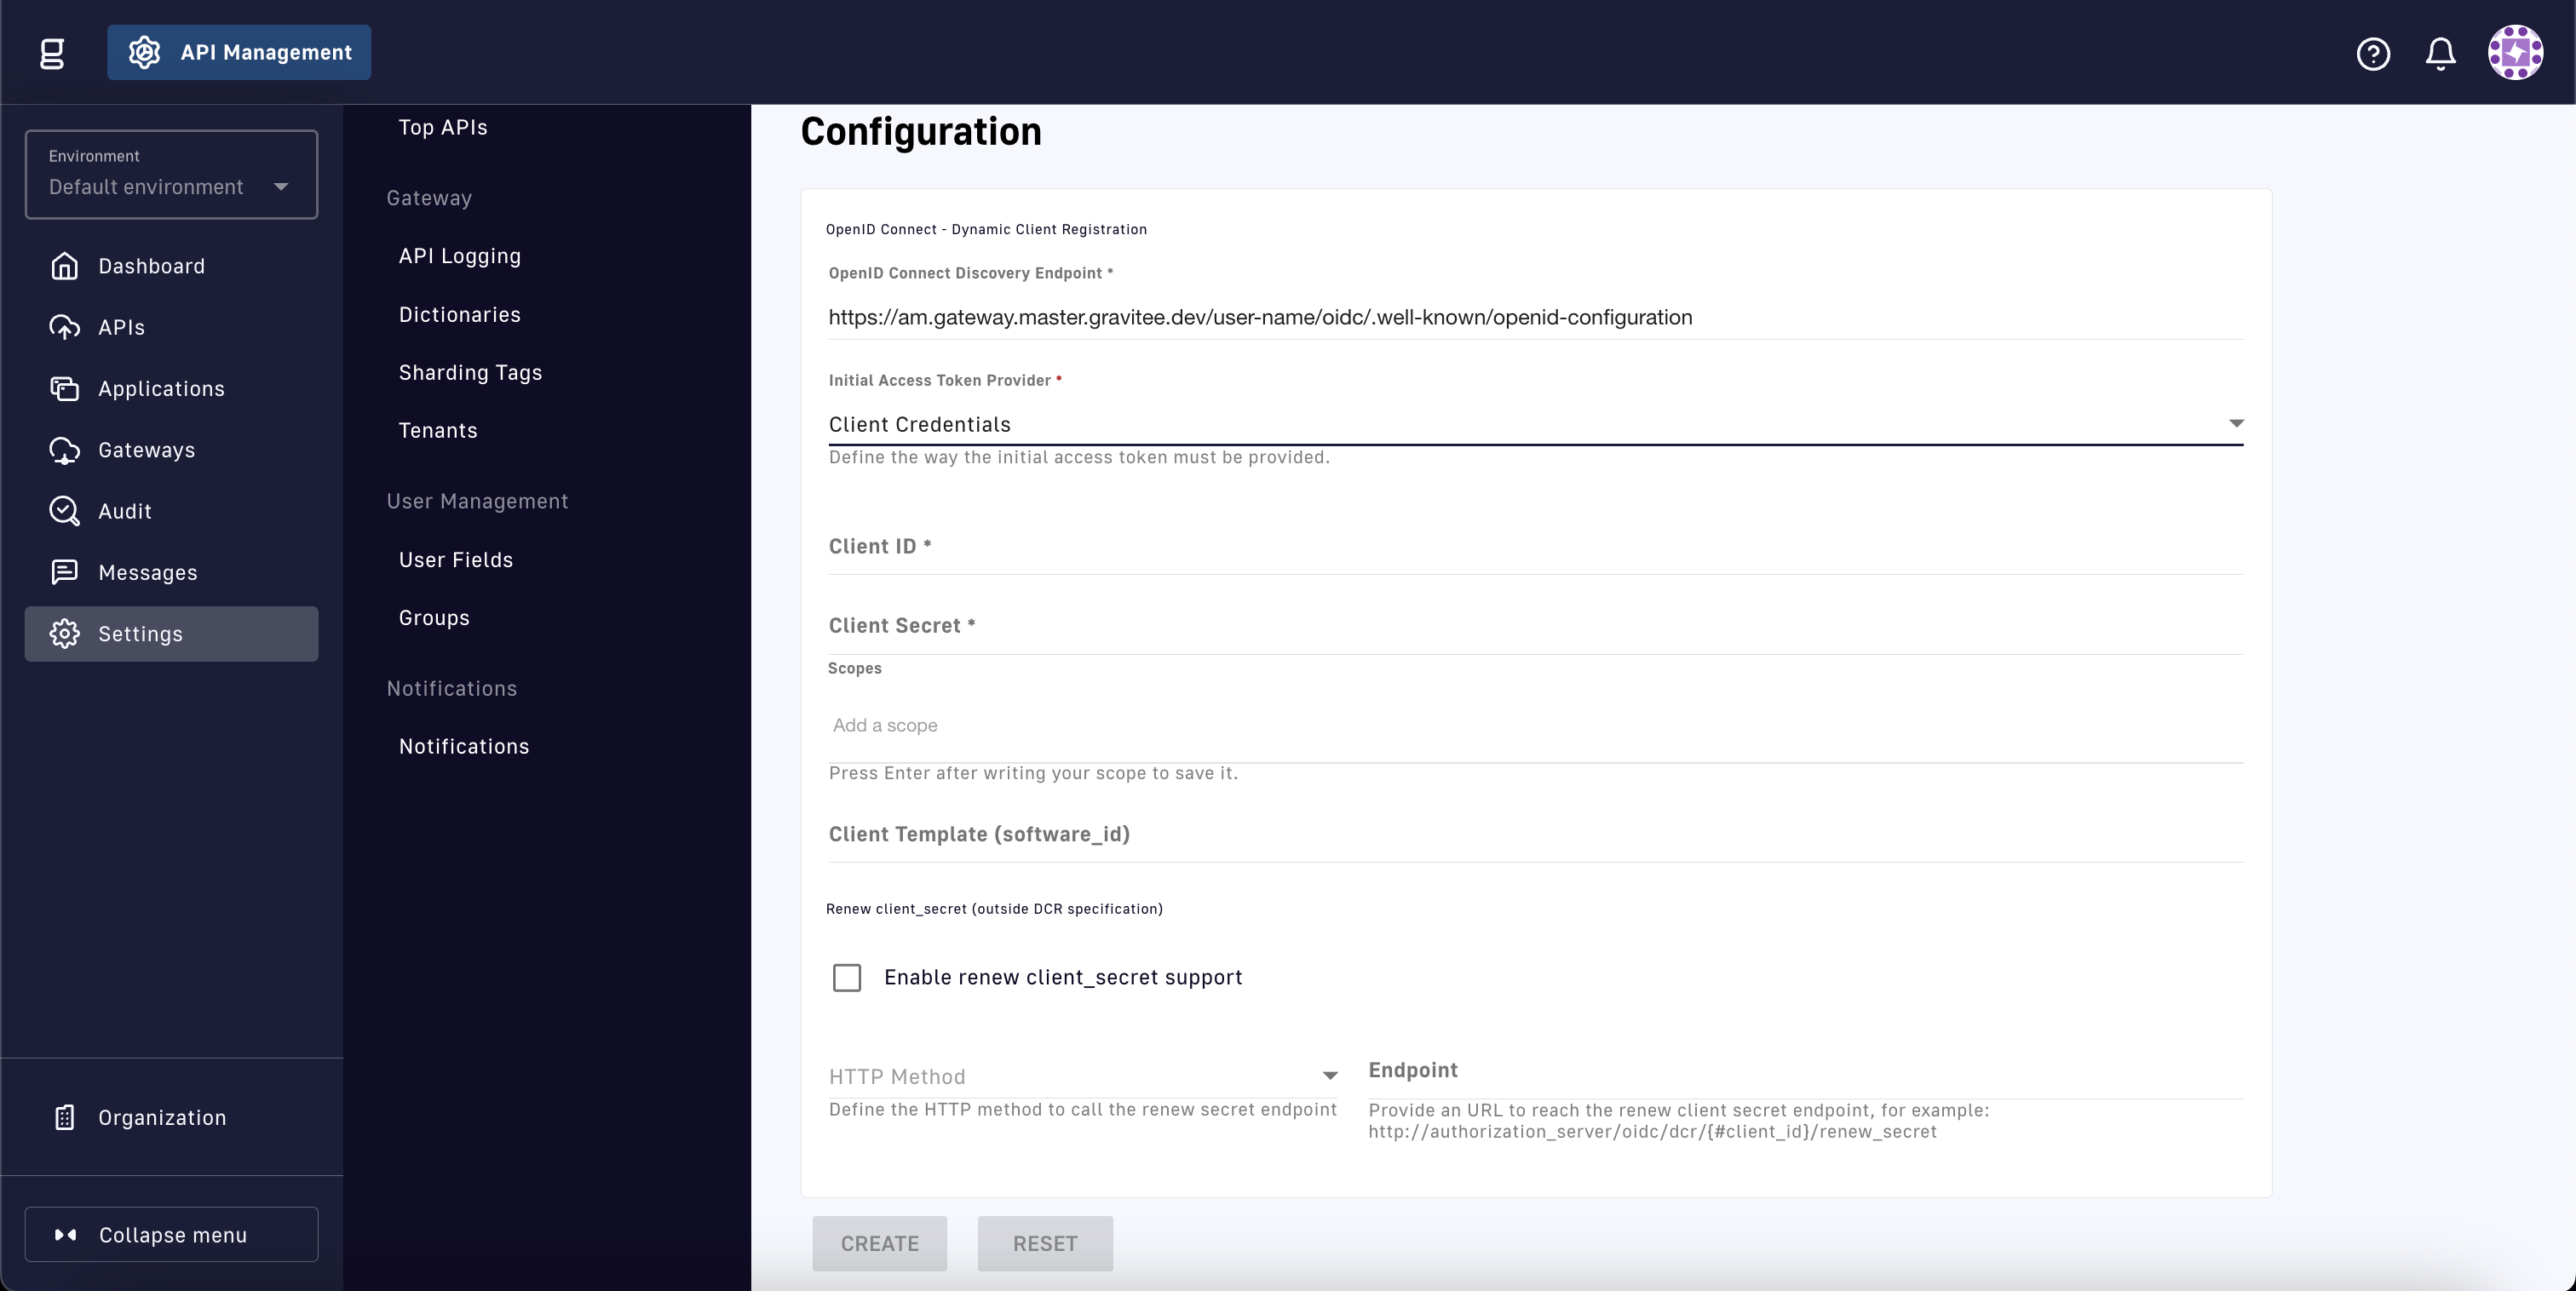 g
API Management
Environment
Default environment
Dashboard
APIs
Applications
Gateways
Audit
Messages
Settings
Organization
Collapse menu
Top APIs
Gateway
API Logging
Dictionaries
Sharding Tags
Tenants
User Management
User Fields
Groups
Notifications
Notifications
Configuration
OpenID Connect - Dynamic Client Registration
OpenID Connect Discovery Endpoint *
https://am.gateway.master.gravitee.dev/user-name/oidc/.well-known/openid-configuration
Initial Access Token Provider *
Client Credentials
Define the way the initial access token must be provided.
Client ID *
Client Secret *
Scopes
Add a scope
Press Enter after writing your scope to save it.
Client Template (software_id)
Renew client_secret (outside DCR specification)
Enable renew client_secret support
HTTP Method
Define the HTTP method to call the renew secret endpoint
Endpoint
Provide an URL to reach the renew client secret endpoint, for example:
http://authorization_server/oidc/dcr/{#client_id}/renew_secret
CREATE
RESET